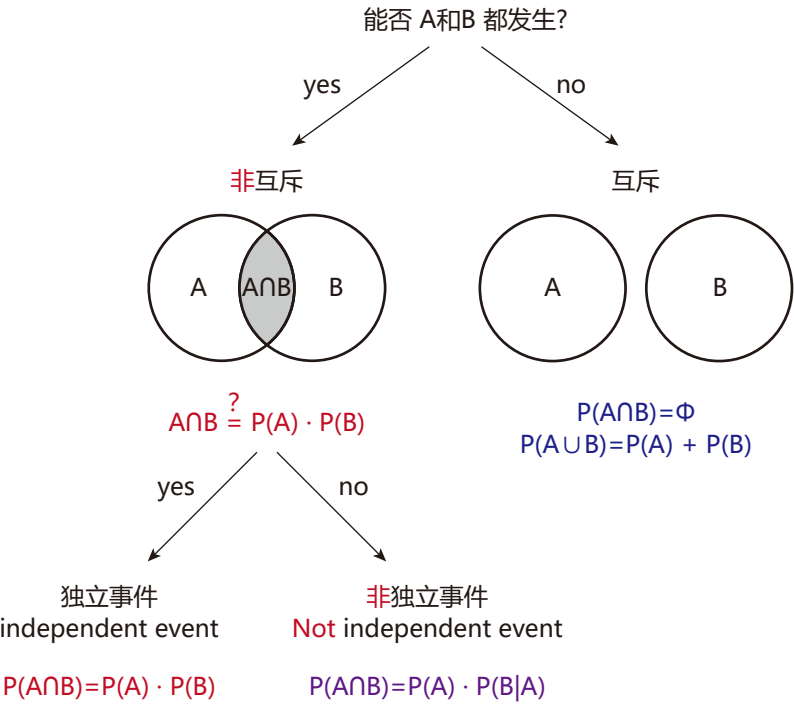 能否 A和B 都发生?
yes
no
非互斥
互斥
A
A∩B
B
A
B
?
A∩B = P(A) · P(B)
P(A∩B)=Φ
P(A∪B)=P(A) + P(B)
yes
no
独立事件
independent event
非独立事件
Not independent event
P(A∩B)=P(A) · P(B)
P(A∩B)=P(A) · P(B|A)